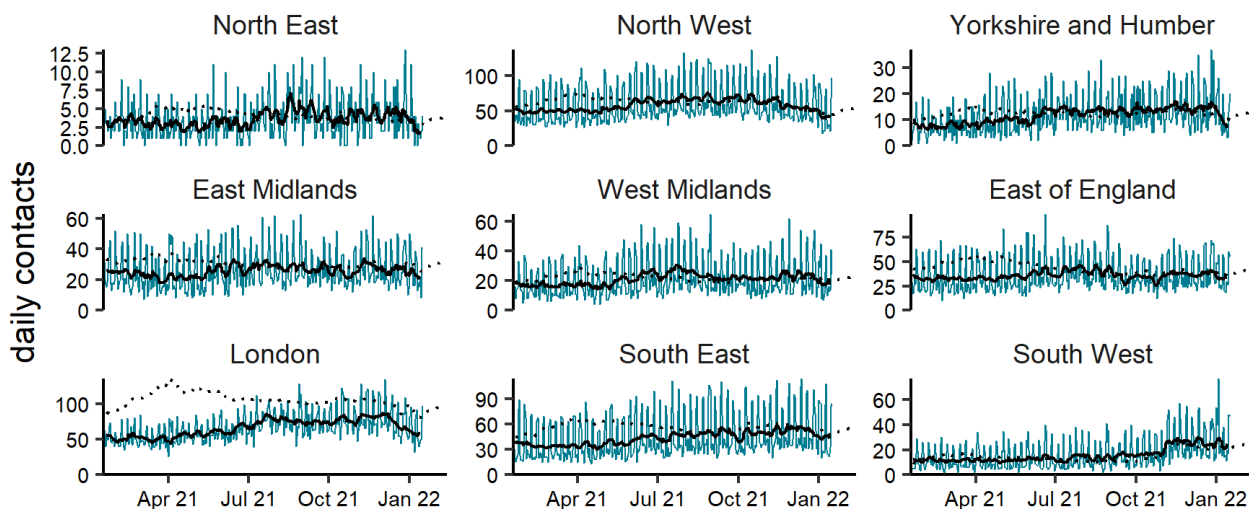 North East
North West
Yorkshire and Humber
12.5
10.0
7.5
5.0
2.5
0.0
100
50
0
30
20
10
0
daily contacts
East Midlands
West Midlands
East of England
60
40
20
0
60
40
20
0
75
50
25
0
London
South East
South West
100
50
0
90
60
30
0
60
40
20
0
Apr 21 Jul 21 Oct 21 Jan 22
Apr 21 Jul 21 Oct 21 Jan 22
Apr 21 Jul 21 Oct 21 Jan 22